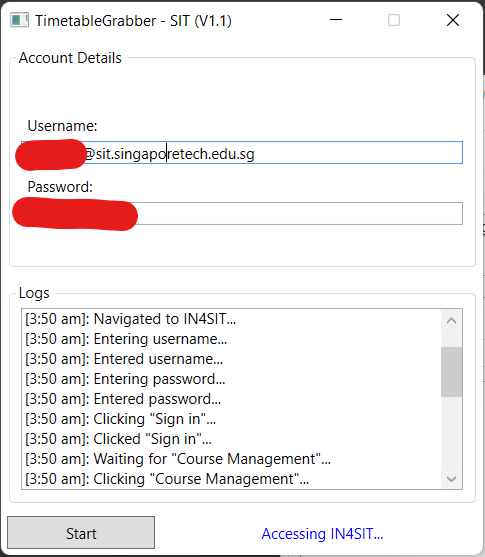 TimetableGrabber - SIT (V1.1)
Account Details
Username:
@sit.singaporetech.edu.sg
Password:
Logs
[3:50 am]: Navigated to IN4SIT...
[3:50 am]: Entering username...
[3:50 am]: Entered username...
[3:50 am]: Entering password...
[3:50 am]: Entered password...
[3:50 am]: Clicking "Sign in"...
[3:50 am]: Clicked "Sign in"...
[3:50 am]: Waiting for "Course Management"...
[3:50 am]: Clicking "Course Management"...
Start
Accessing IN4SIT...